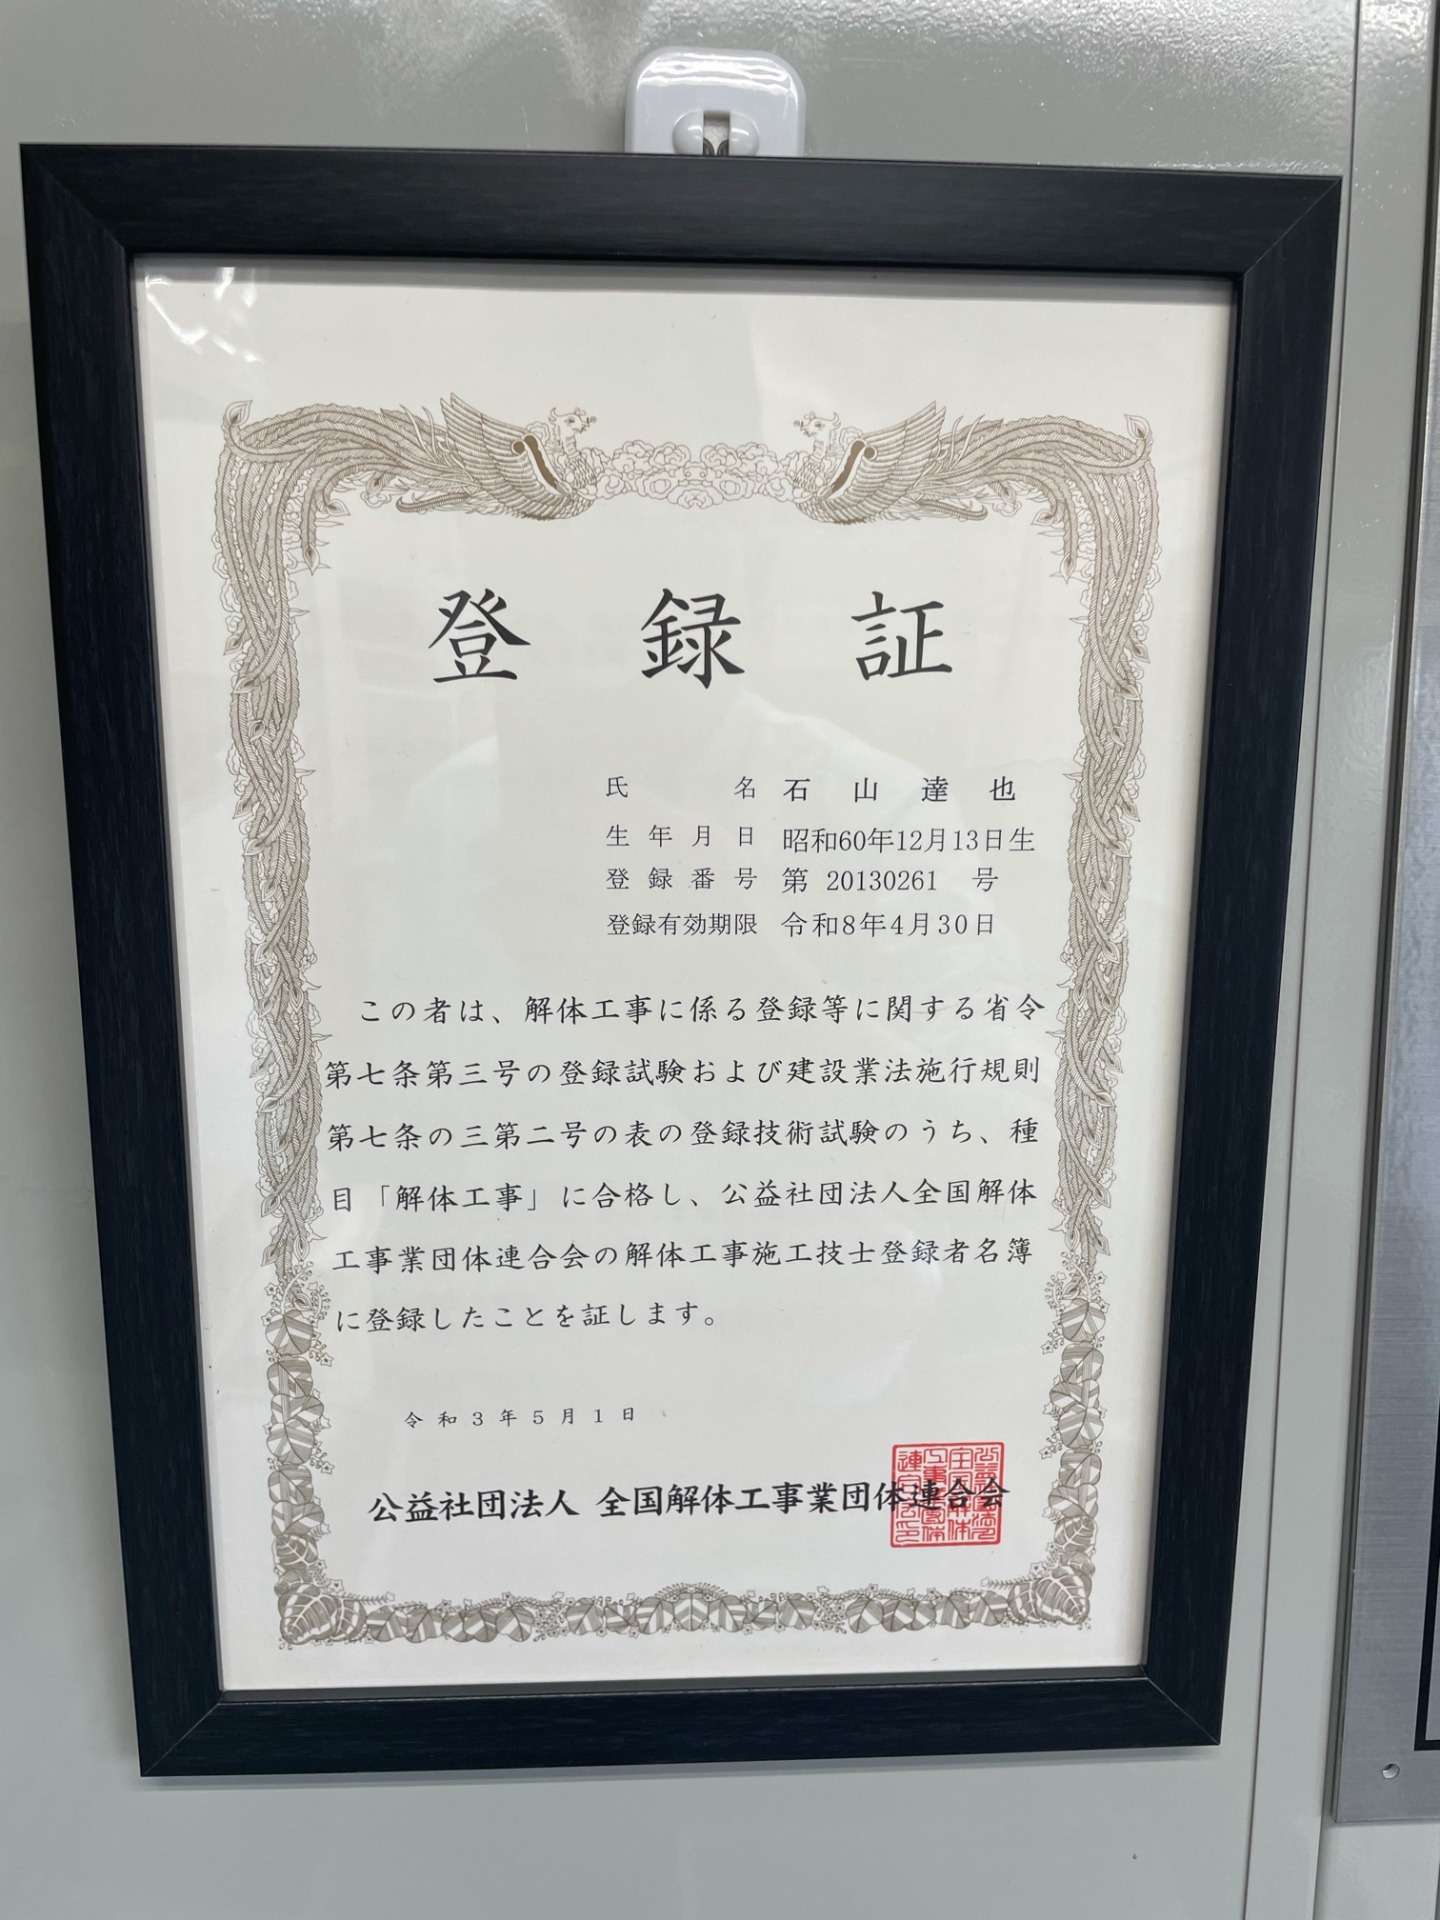 登録証
氏名 石山達也
生年月日 昭和60年12月13日生
登録番号 第 20130261 号
登録有効期限 令和8年4月30日
この者は、解体工事に係る登録等に関する省令
第七条第三号の登録試験および建設業法施行規則
第七条の三第二号の表の登録技術試験のうち、種
目「解体工事」に合格し、公益社団法人全国解体
工事業団体連合会の解体工事施工技士登録者名簿
に登録したことを証します。
令和3年5月1日
公益社団法人 全国解体工事業団体連合会